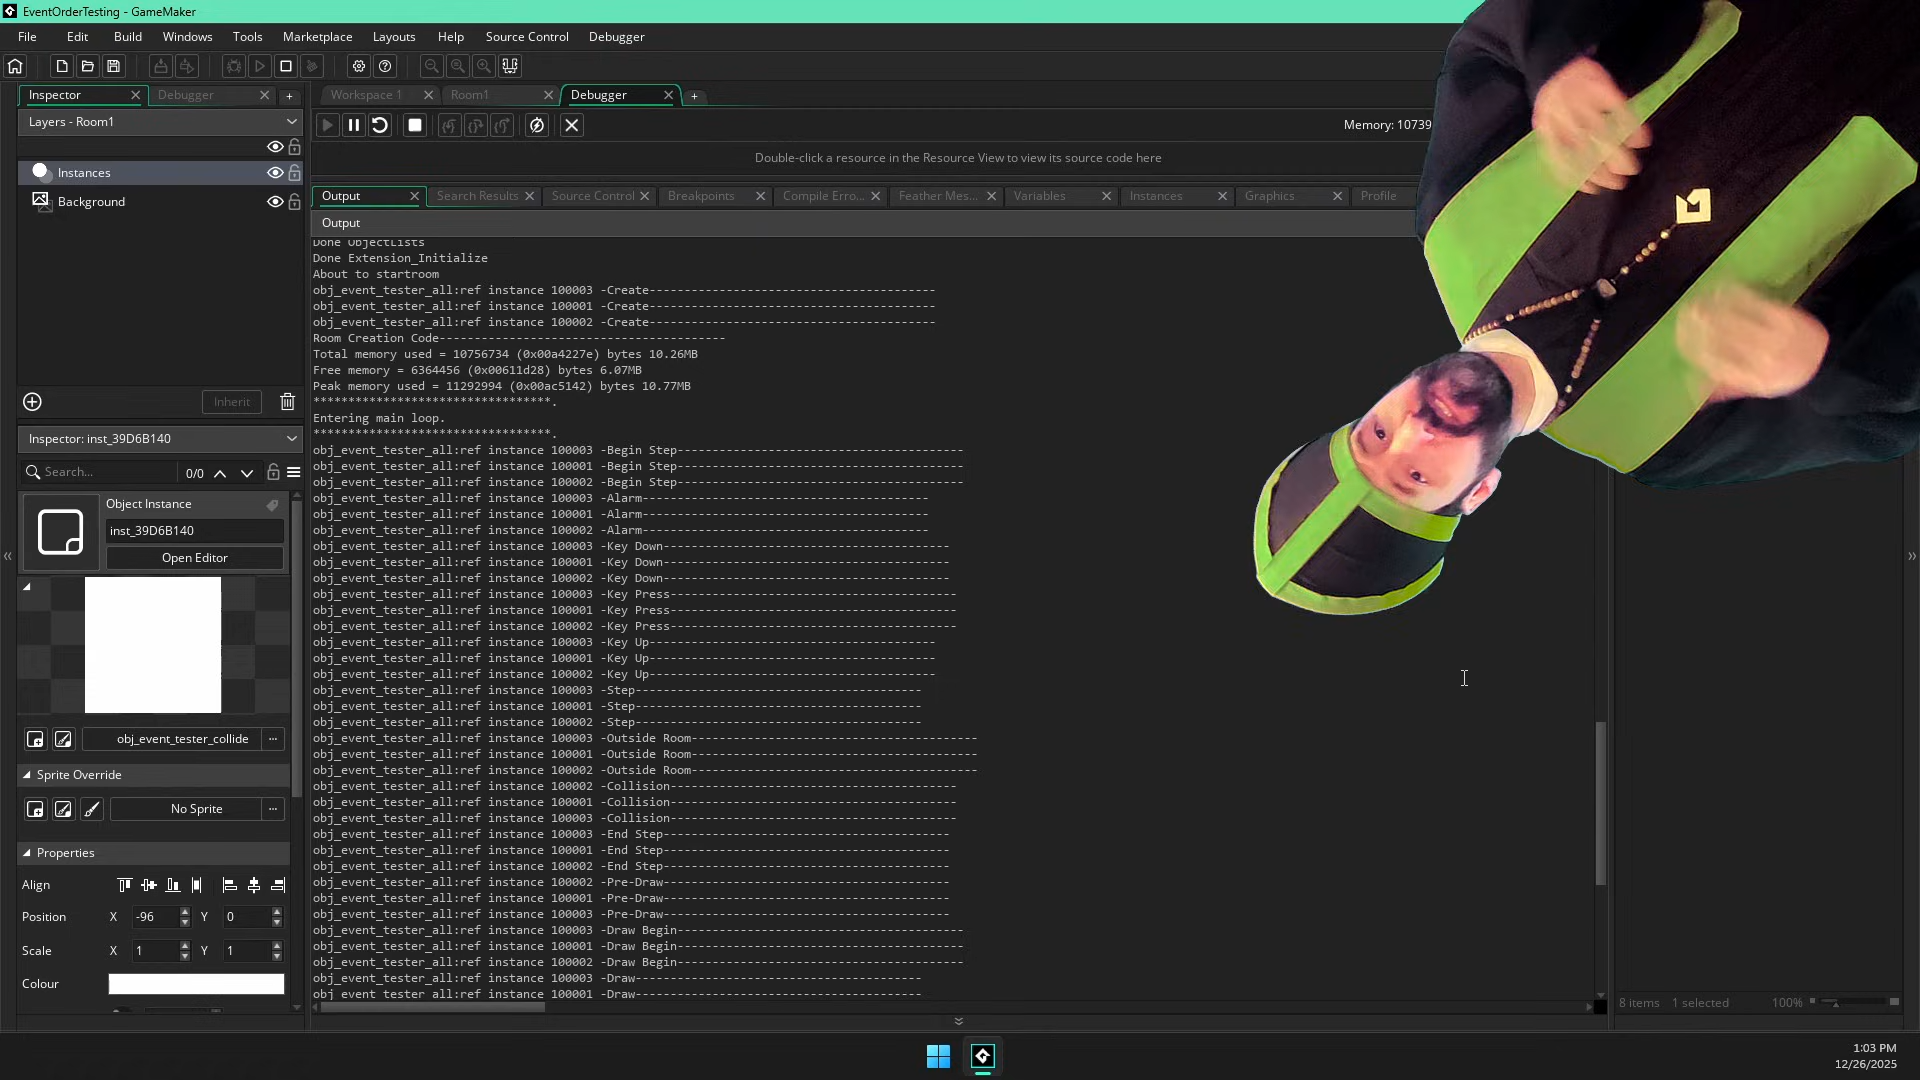 EventOrderTesting - GameMaker
File Edit Build Windows Tools Marketplace Layouts Help Source Control Debugger
Inspector Debugger
Workspace 1 Room1 Debugger
Layers - Room1
Memory: 10739
Double-click a resource in the Resource View to view its source code here
Instances
Background
Output Search Results Source Control Breakpoints Compile Erro... Feather Mes... Variables Instances Graphics Profile
Output
Done ObjectLists
Done Extension_Initialize
About to startroom
obj_event_tester_all:ref instance 100003 -Create-----------------------------------------
obj_event_tester_all:ref instance 100001 -Create-----------------------------------------
obj_event_tester_all:ref instance 100002 -Create-----------------------------------------
Room Creation Code-----------------------------------------
Total memory used = 10756734 (0x00a4227e) bytes 10.26MB
Free memory = 6364456 (0x00611d28) bytes 6.07MB
Peak memory used = 11292994 (0x00ac5142) bytes 10.77MB
**********************************.
Entering main loop.
**********************************.
obj_event_tester_all:ref instance 100003 -Begin Step-----------------------------------------
obj_event_tester_all:ref instance 100001 -Begin Step-----------------------------------------
obj_event_tester_all:ref instance 100002 -Begin Step-----------------------------------------
obj_event_tester_all:ref instance 100003 -Alarm-----------------------------------------
obj_event_tester_all:ref instance 100001 -Alarm-----------------------------------------
obj_event_tester_all:ref instance 100002 -Alarm-----------------------------------------
obj_event_tester_all:ref instance 100003 -Key Down-----------------------------------------
obj_event_tester_all:ref instance 100001 -Key Down-----------------------------------------
obj_event_tester_all:ref instance 100002 -Key Down-----------------------------------------
obj_event_tester_all:ref instance 100003 -Key Press-----------------------------------------
obj_event_tester_all:ref instance 100001 -Key Press-----------------------------------------
obj_event_tester_all:ref instance 100002 -Key Press-----------------------------------------
obj_event_tester_all:ref instance 100003 -Key Up-----------------------------------------
obj_event_tester_all:ref instance 100001 -Key Up-----------------------------------------
obj_event_tester_all:ref instance 100002 -Key Up-----------------------------------------
obj_event_tester_all:ref instance 100003 -Step-----------------------------------------
obj_event_tester_all:ref instance 100001 -Step-----------------------------------------
obj_event_tester_all:ref instance 100002 -Step-----------------------------------------
obj_event_tester_all:ref instance 100003 -Outside Room-----------------------------------------
obj_event_tester_all:ref instance 100001 -Outside Room-----------------------------------------
obj_event_tester_all:ref instance 100002 -Outside Room-----------------------------------------
obj_event_tester_all:ref instance 100002 -Collision-----------------------------------------
obj_event_tester_all:ref instance 100001 -Collision-----------------------------------------
obj_event_tester_all:ref instance 100003 -Collision-----------------------------------------
obj_event_tester_all:ref instance 100003 -End Step-----------------------------------------
obj_event_tester_all:ref instance 100001 -End Step-----------------------------------------
obj_event_tester_all:ref instance 100002 -End Step-----------------------------------------
obj_event_tester_all:ref instance 100002 -Pre-Draw-----------------------------------------
obj_event_tester_all:ref instance 100001 -Pre-Draw-----------------------------------------
obj_event_tester_all:ref instance 100003 -Pre-Draw-----------------------------------------
obj_event_tester_all:ref instance 100003 -Draw Begin-----------------------------------------
obj_event_tester_all:ref instance 100001 -Draw Begin-----------------------------------------
obj_event_tester_all:ref instance 100002 -Draw Begin-----------------------------------------
obj_event_tester_all:ref instance 100003 -Draw-----------------------------------------
obj_event_tester_all:ref instance 100001 -Draw-----------------------------------------
Inherit
Inspector: inst_39D6B140
Search... 0/0
Object Instance
inst_39D6B140
Open Editor
obj_event_tester_collide ...
Sprite Override
No Sprite ...
Properties
Align
Position X -96 Y 0
Scale X 1 Y 1
Colour
8 items 1 selected 100%
1:03 PM
12/26/2025